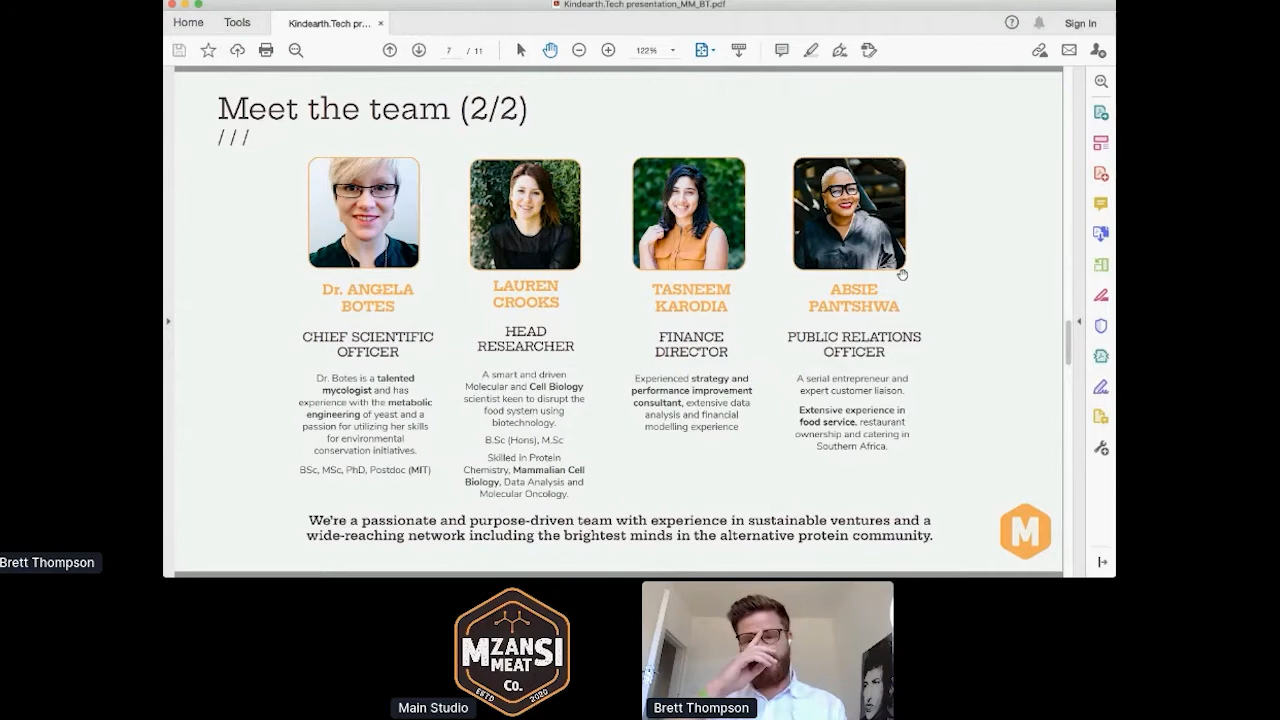 Kindearth.Tech presentation_MM_BT.pdf
Home
Tools
Kindearth.Tech pr... ×
Sign In
7 / 11
122%
Meet the team (2/2)
///
Dr. ANGELA
BOTES
CHIEF SCIENTIFIC
OFFICER
Dr. Botes is a talented
mycologist and has
experience with the metabolic
engineering of yeast and a
passion for utilizing her skills
for environmental
conservation initiatives.
BSc, MSc, PhD, Postdoc (MIT)
LAUREN
CROOKS
HEAD
RESEARCHER
A smart and driven
Molecular and Cell Biology
scientist keen to disrupt the
food system using
biotechnology.
B.Sc (Hons), M.Sc
Skilled in Protein
Chemistry, Mammalian Cell
Biology, Data Analysis and
Molecular Oncology.
TASNEEM
KARODIA
FINANCE
DIRECTOR
Experienced strategy and
performance improvement
consultant, extensive data
analysis and financial
modelling experience
ABSIE
PANTSHWA
PUBLIC RELATIONS
OFFICER
A serial entrepreneur and
expert customer liaison.
Extensive experience in
food service, restaurant
ownership and catering in
Southern Africa.
We're a passionate and purpose-driven team with experience in sustainable ventures and a
wide-reaching network including the brightest minds in the alternative protein community.
M
Brett Thompson
MZANSI
MEAT
Co.
ESTD 2020
Main Studio
Brett Thompson